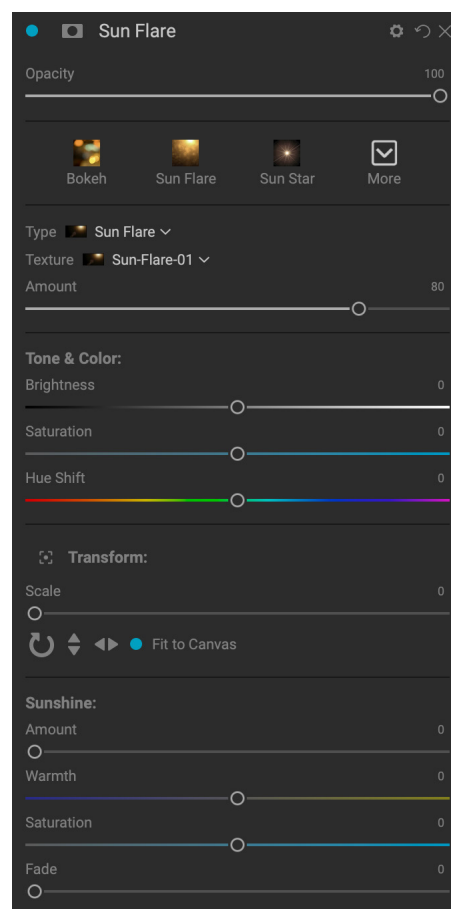 Sun Flare
Opacity 100
Bokeh Sun Flare Sun Star More
Type Sun Flare
Texture Sun-Flare-01
Amount 80
Tone & Color:
Brightness 0
Saturation 0
Hue Shift 0
Transform:
Scale 0
Fit to Canvas
Sunshine:
Amount 0
Warmth 0
Saturation 0
Fade 0